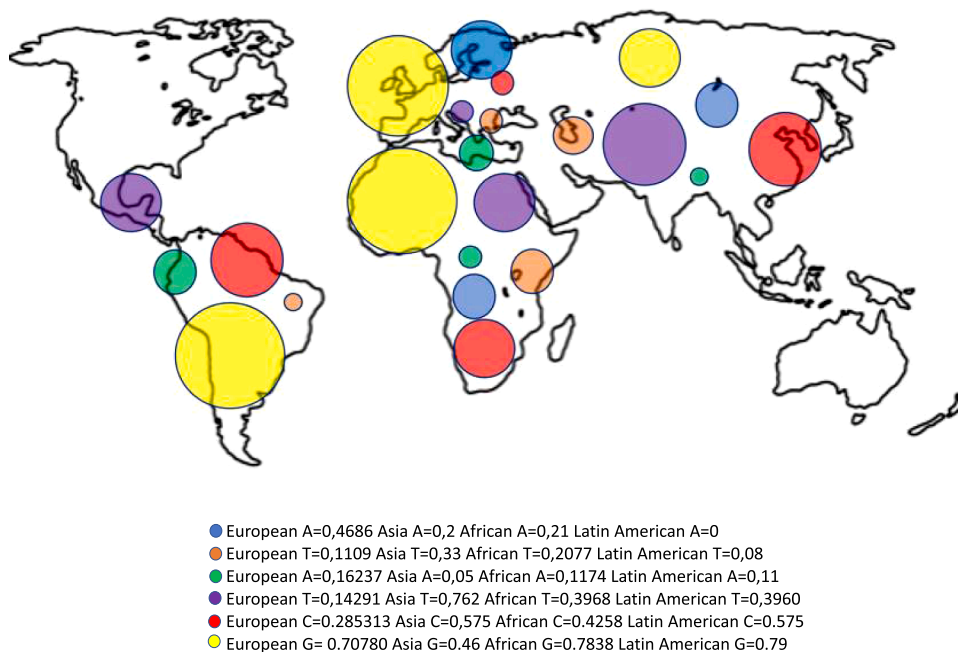 European A=0,4686 Asia A=0,2 African A=0,21 Latin American A=0
European T=0,1109 Asia T=0,33 African T=0,2077 Latin American T=0,08
European A=0,16237 Asia A=0,05 African A=0,1174 Latin American A=0,11
European T=0,14291 Asia T=0,762 African T=0,3968 Latin American T=0,3960
European C=0.285313 Asia C=0,575 African C=0.4258 Latin American C=0.575
European G= 0.70780 Asia G=0.46 African G=0.7838 Latin American G=0.79